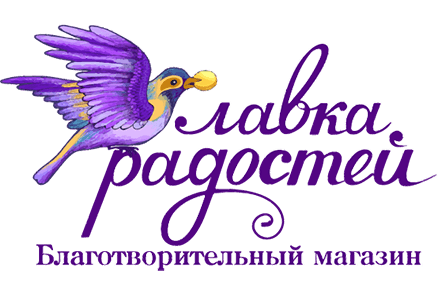 лавка
радостей
Благотворительный магазин